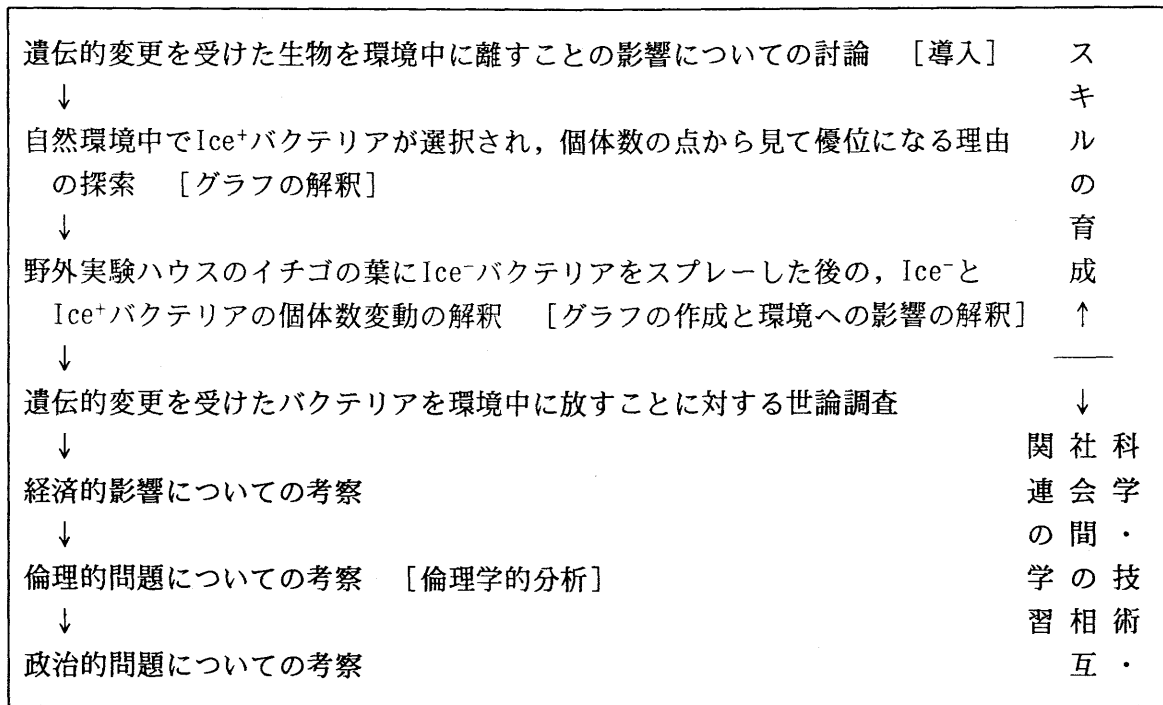 遺伝的変更を受けた生物を環境中に離すことの影響についての討論 [導入]
↓
自然環境中でIce⁺バクテリアが選択され，個体数の点から見て優位になる理由
の探索 [グラフの解釈]
↓
野外実験ハウスのイチゴの葉にIce⁻バクテリアをスプレーした後の，Ice⁻と
Ice⁺バクテリアの個体数変動の解釈 [グラフの作成と環境への影響の解釈]
↓
遺伝的変更を受けたバクテリアを環境中に放すことに対する世論調査
↓
経済的影響についての考察
↓
倫理的問題についての考察 [倫理学的分析]
↓
政治的問題についての考察
スキルの育成
↑
↓
科学・技術・
社会間の相互
関連の学習